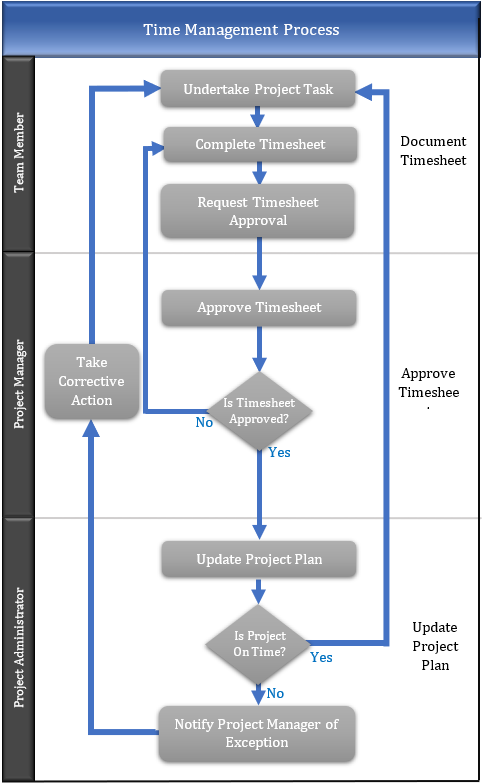 Time Management Process
Team Member
Undertake Project Task
Complete Timesheet
Document
Timesheet
Request Timesheet
Approval
Project Manager
Approve Timesheet
Take
Corrective
Action
Is Timesheet
Approved?
No
Yes
Approve
Timeshee
Project Administrator
Update Project Plan
Is Project
On Time?
Yes
No
Update
Project
Plan
Notify Project Manager of
Exception